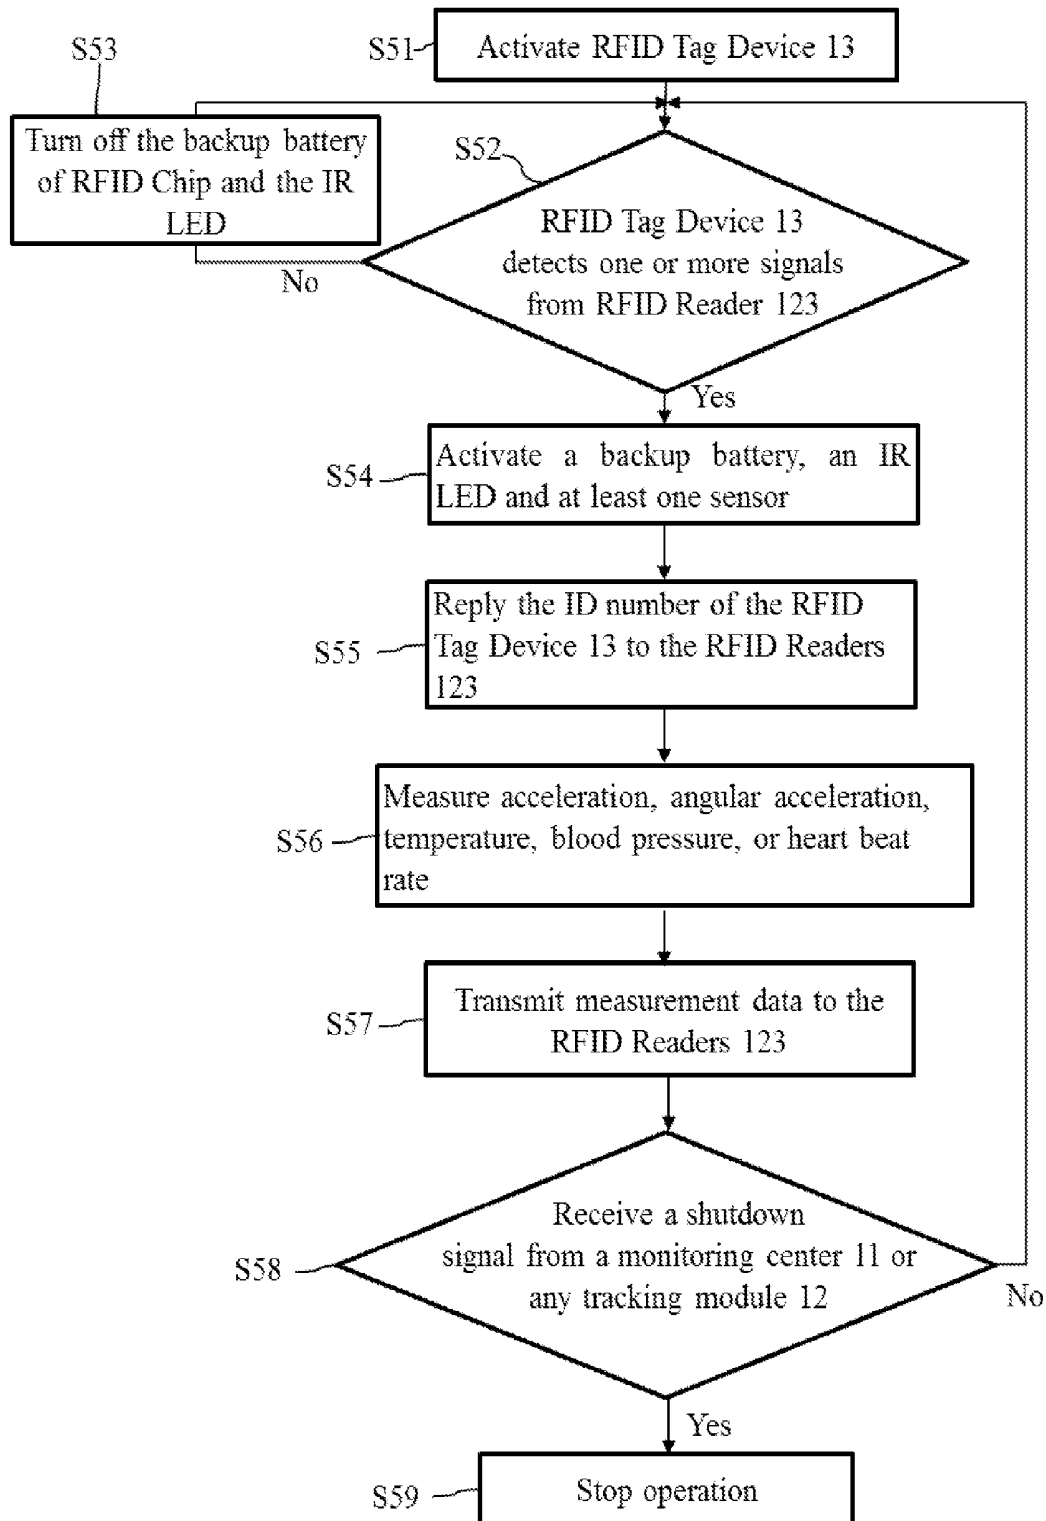 S51
Activate RFID Tag Device 13
S53
Turn off the backup battery
of RFID Chip and the IR
LED
S52
RFID Tag Device 13
detects one or more signals
from RFID Reader 123
No
Yes
S54
Activate a backup battery, an IR
LED and at least one sensor
S55
Reply the ID number of the RFID
Tag Device 13 to the RFID Readers
123
S56
Measure acceleration, angular acceleration,
temperature, blood pressure, or heart beat
rate
S57
Transmit measurement data to the
RFID Readers 123
S58
Receive a shutdown
signal from a monitoring center 11 or
any tracking module 12
No
Yes
S59
Stop operation